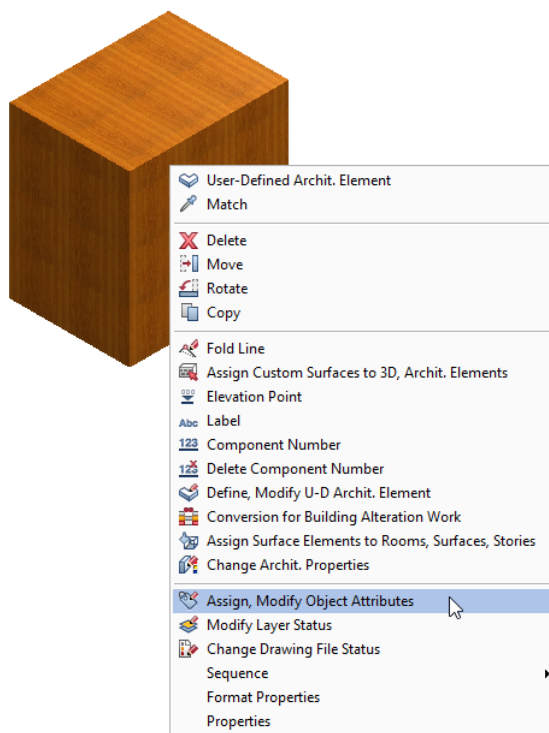 User-Defined Archit. Element
Match
Delete
Move
Rotate
Copy
Fold Line
Assign Custom Surfaces to 3D, Archit. Elements
Elevation Point
Abc Label
123 Component Number
123 Delete Component Number
Define, Modify U-D Archit. Element
Conversion for Building Alteration Work
Assign Surface Elements to Rooms, Surfaces, Stories
Change Archit. Properties
Assign, Modify Object Attributes
Modify Layer Status
Change Drawing File Status
Sequence
Format Properties
Properties